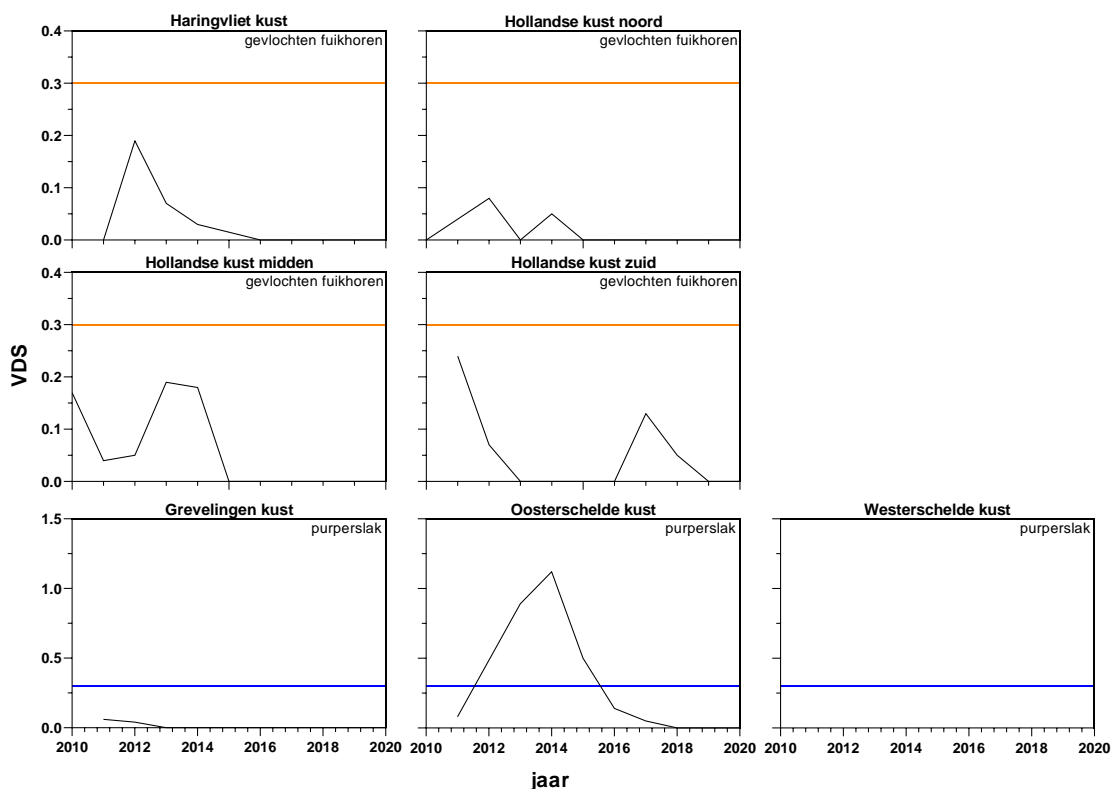 Haringvliet kust
Hollandse kust noord
gevlochten fuikhoren
gevlochten fuikhoren
0.4
0.3
0.2
0.1
0.0
Hollandse kust midden
Hollandse kust zuid
gevlochten fuikhoren
gevlochten fuikhoren
0.4
0.3
0.2
0.1
0.0
VDS
Grevelingen kust
Oosterschelde kust
Westerschelde kust
purperslak
purperslak
purperslak
1.5
1.0
0.5
0.0
2010 2012 2014 2016 2018 2020
2010 2012 2014 2016 2018 2020
2010 2012 2014 2016 2018 2020
jaar